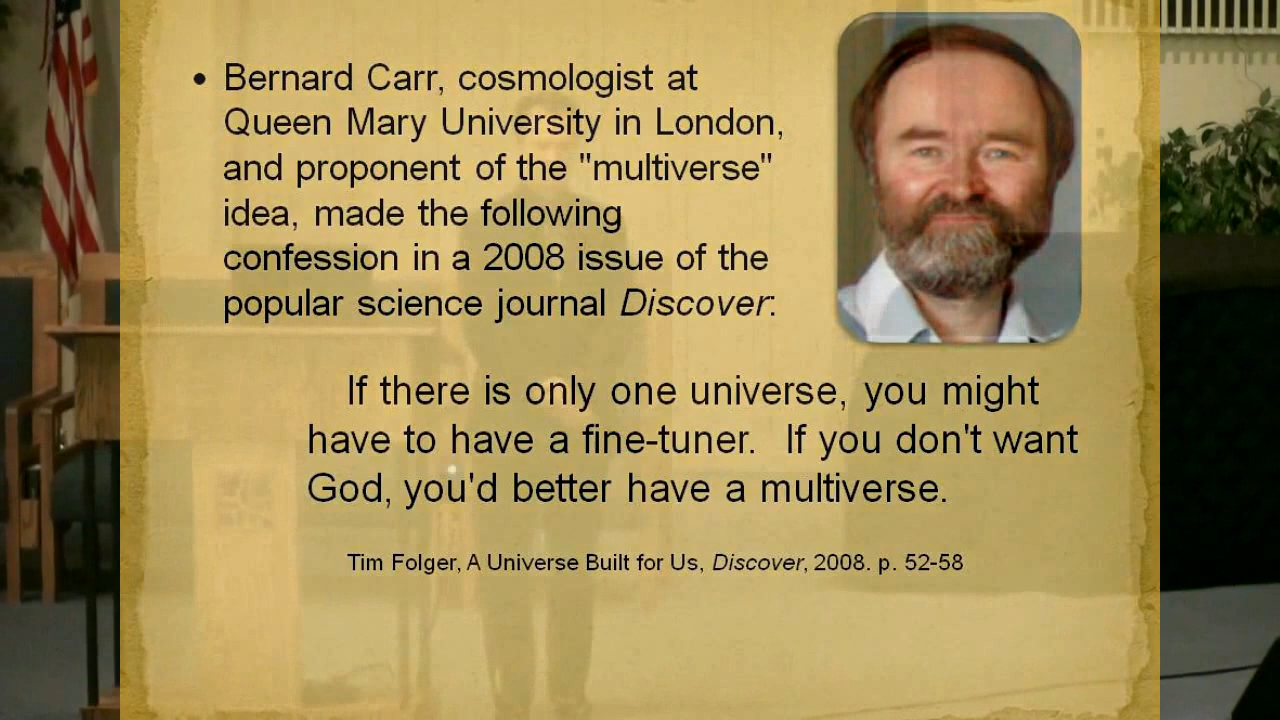 • Bernard Carr, cosmologist at
Queen Mary University in London,
and proponent of the "multiverse"
idea, made the following
confession in a 2008 issue of the
popular science journal Discover:
If there is only one universe, you might
have to have a fine-tuner. If you don't want
God, you'd better have a multiverse.
Tim Folger, A Universe Built for Us, Discover, 2008. p. 52-58